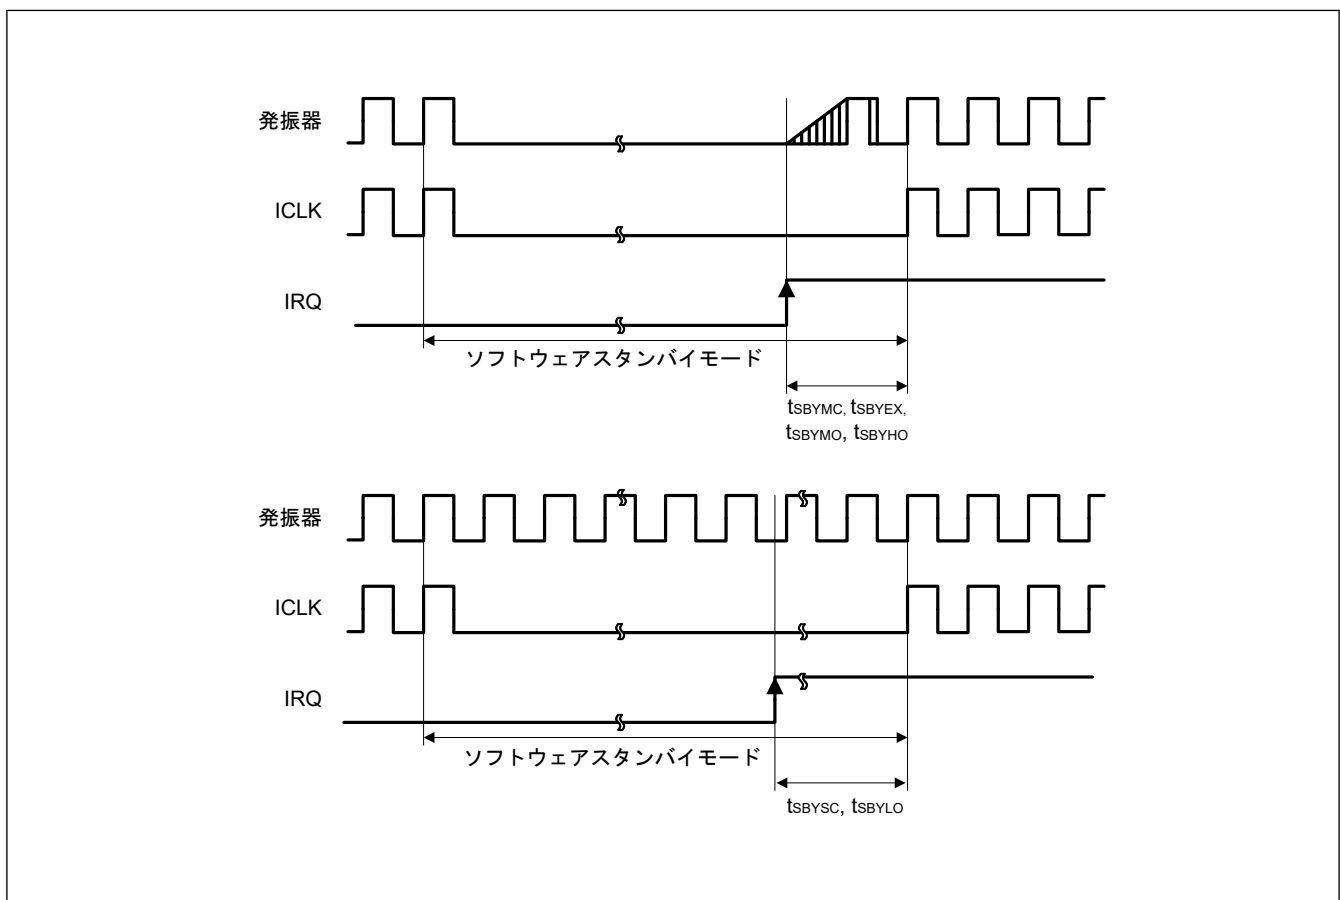 発振器
ICLK
IRQ
ソフトウェアスタンバイモード
tSBYMC, tSBYEX,
tSBYMO, tSBYHO
発振器
ICLK
IRQ
ソフトウェアスタンバイモード
tSBYSC, tSBYLO